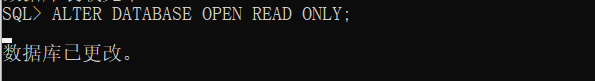 SQL> ALTER DATABASE OPEN READ ONLY;
数据库已更改。